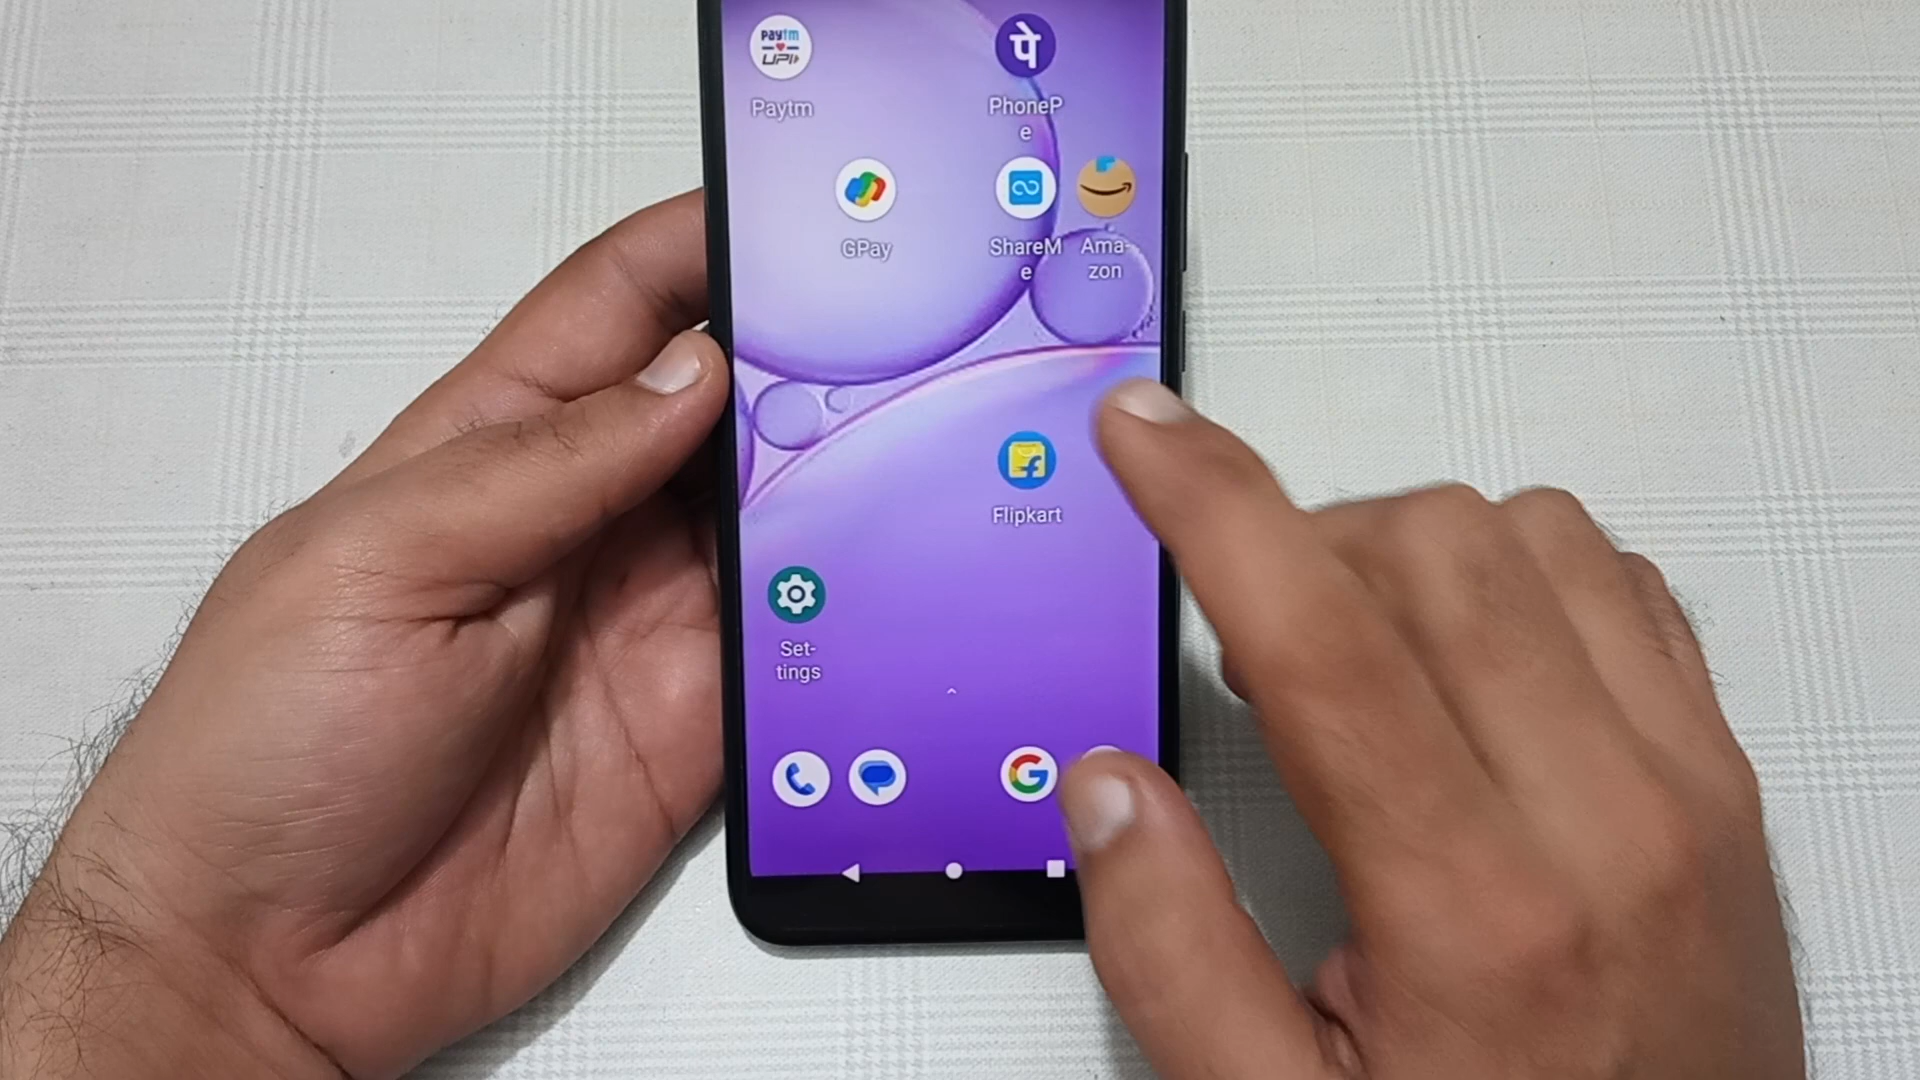 paytm
UPI
पे
Paytm
PhoneP
e
GPay
ShareM
e
Ama-
zon
Flipkart
Set-
tings
G